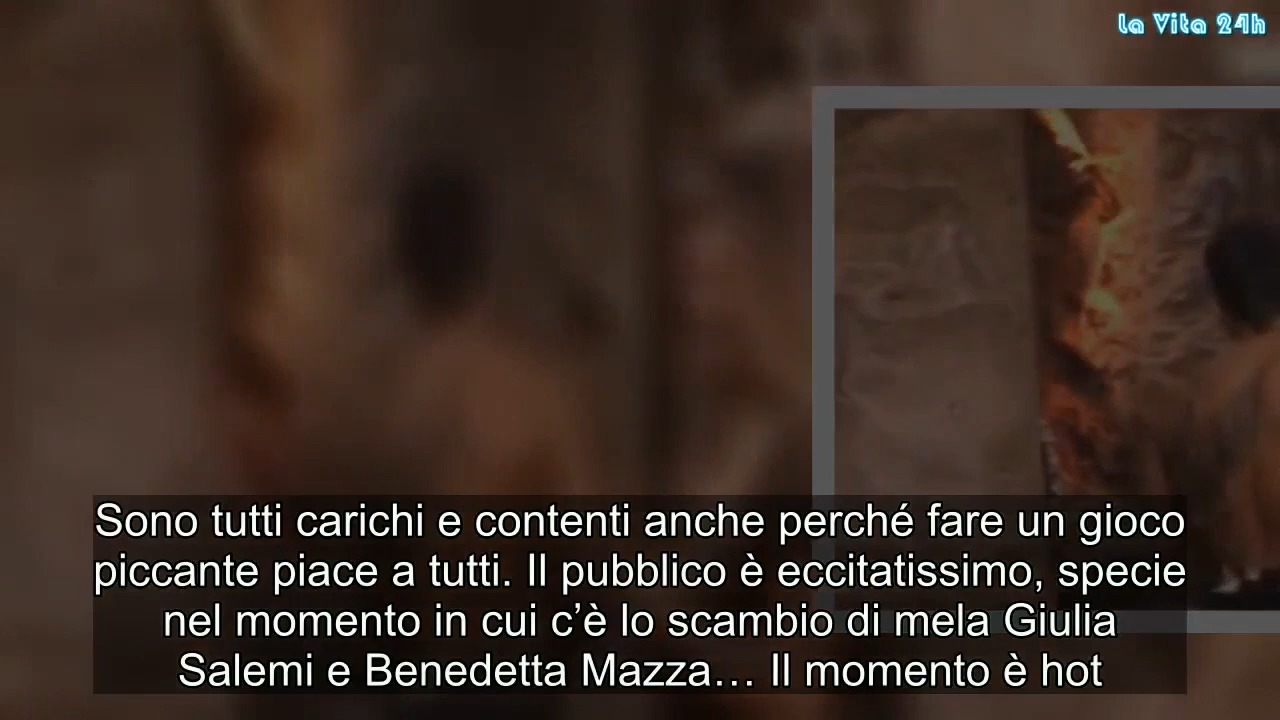 La Vita 24h
Sono tutti carichi e contenti anche perché fare un gioco
piccante piace a tutti. Il pubblico è eccitatissimo, specie
nel momento in cui c’è lo scambio di mela Giulia
Salemi e Benedetta Mazza… Il momento è hot